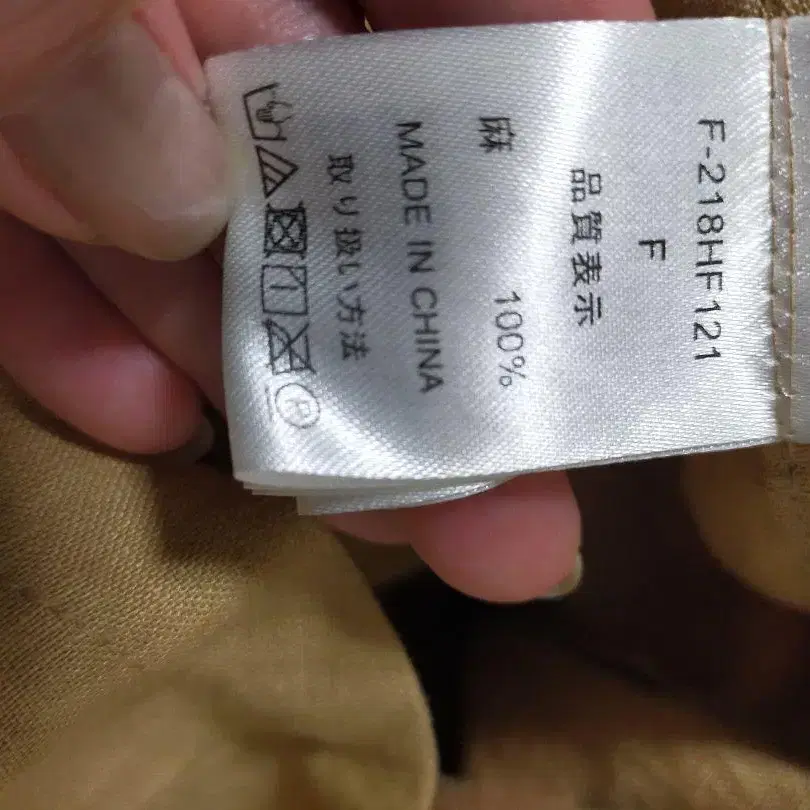 F-218HF121
F
品質表示
麻 100%
MADE IN CHINA
取り扱い方法
P